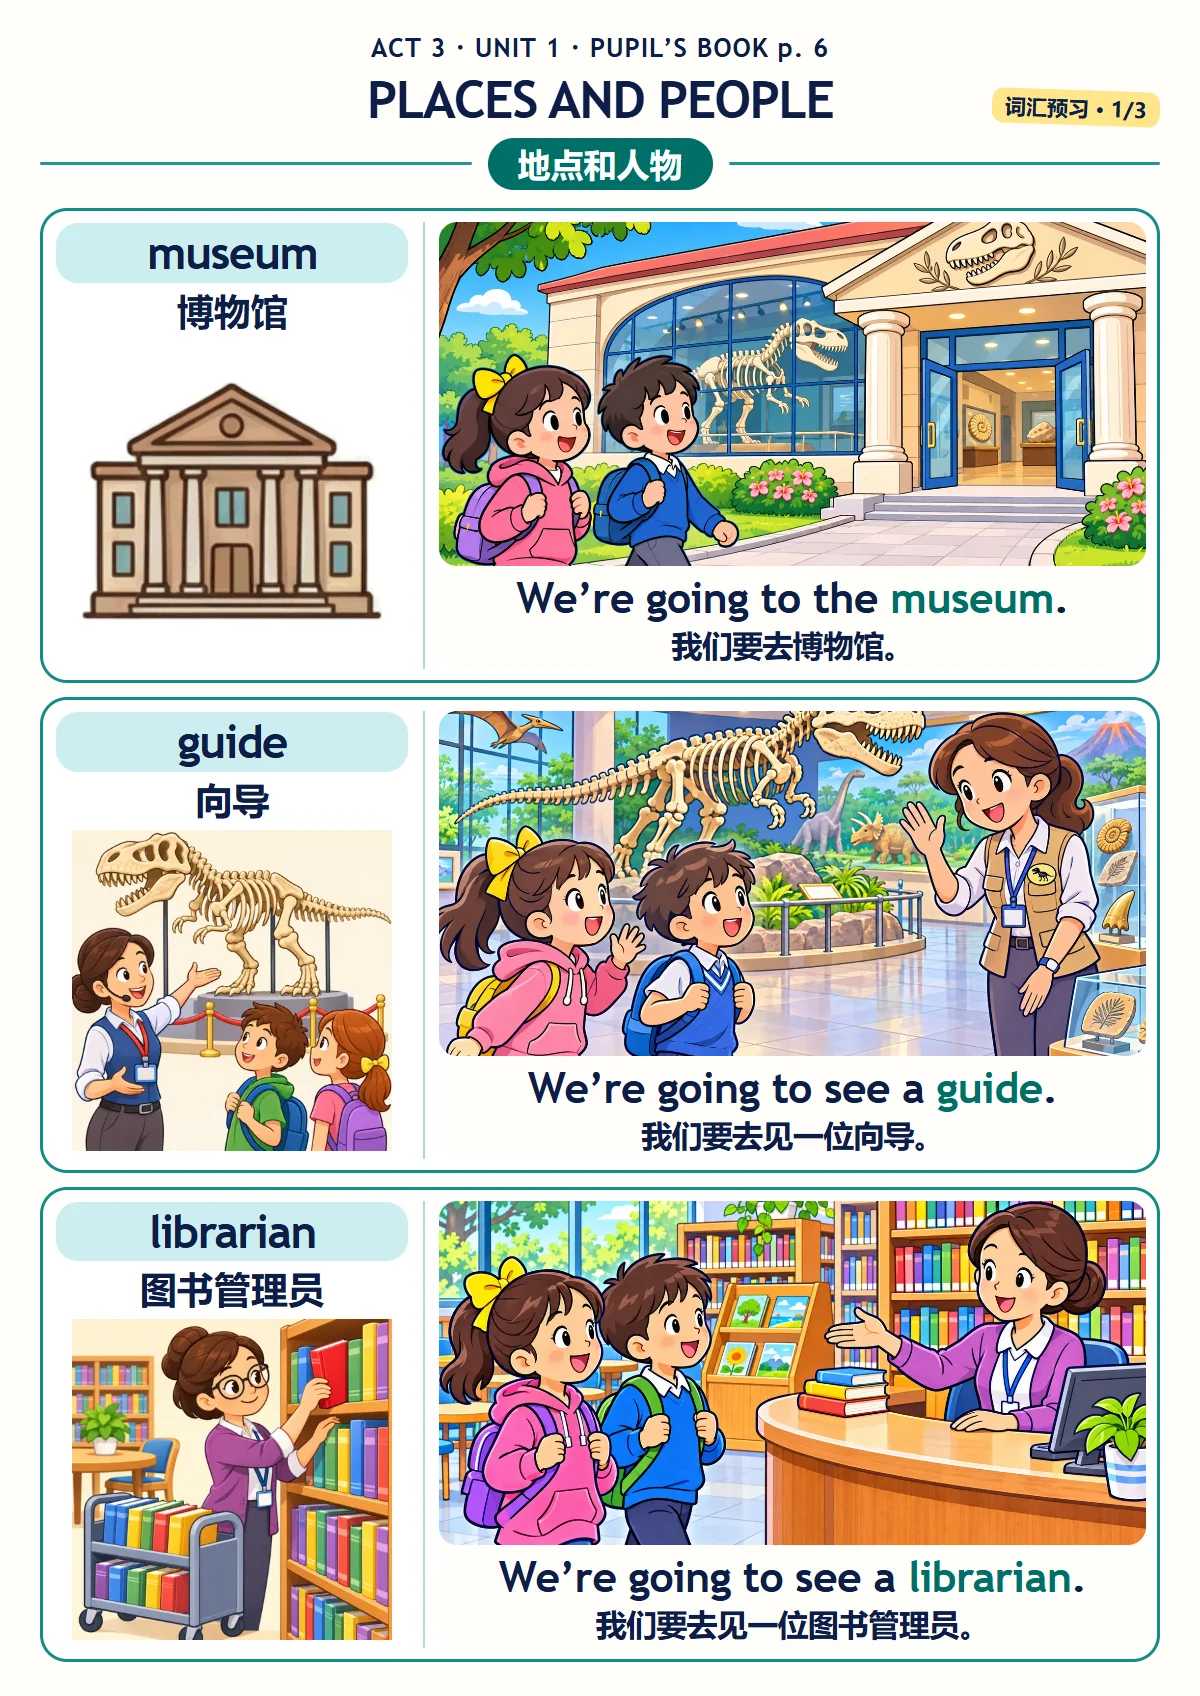 ACT 3 · UNIT 1 · PUPIL’S BOOK p. 6
PLACES AND PEOPLE
词汇预习 • 1/3
地点和人物
museum
博物馆
We’re going to the museum.
我们要去博物馆。
guide
向导
We’re going to see a guide.
我们要去见一位向导。
librarian
图书管理员
We’re going to see a librarian.
我们要去见一位图书管理员。